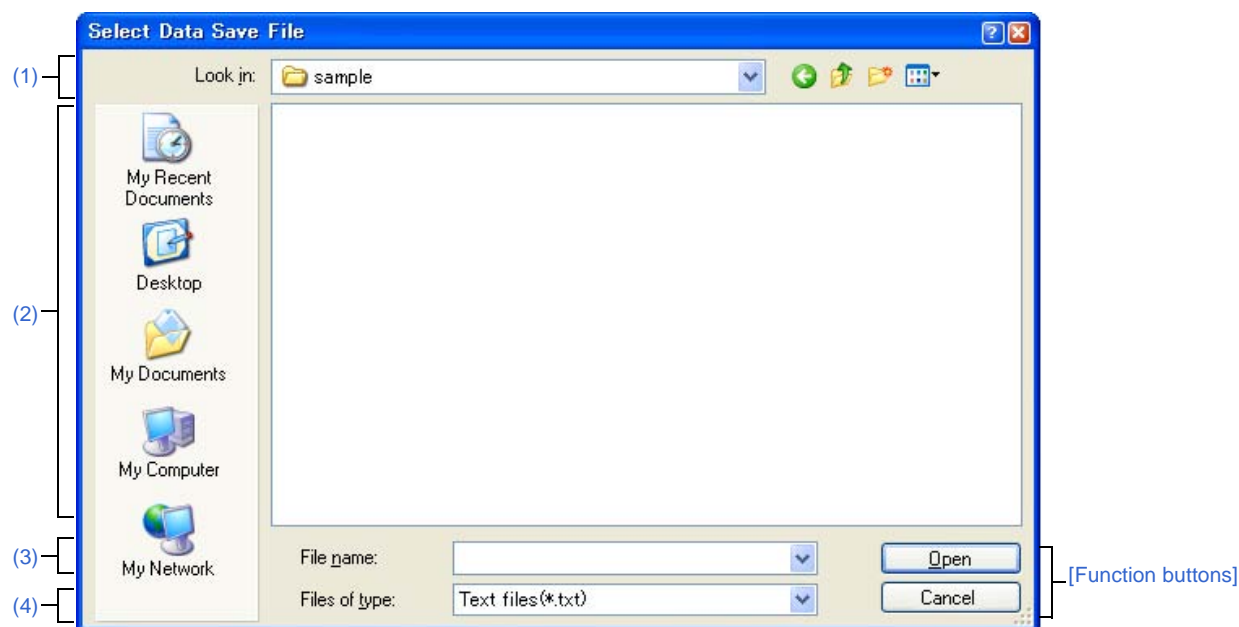 Select Data Save File
(1)
Look in:
sample
My Recent
Documents
Desktop
(2)
My Documents
My Computer
(3)
My Network
File name:
Open
[Function buttons]
(4)
Files of type:
Text files(*.txt)
Cancel